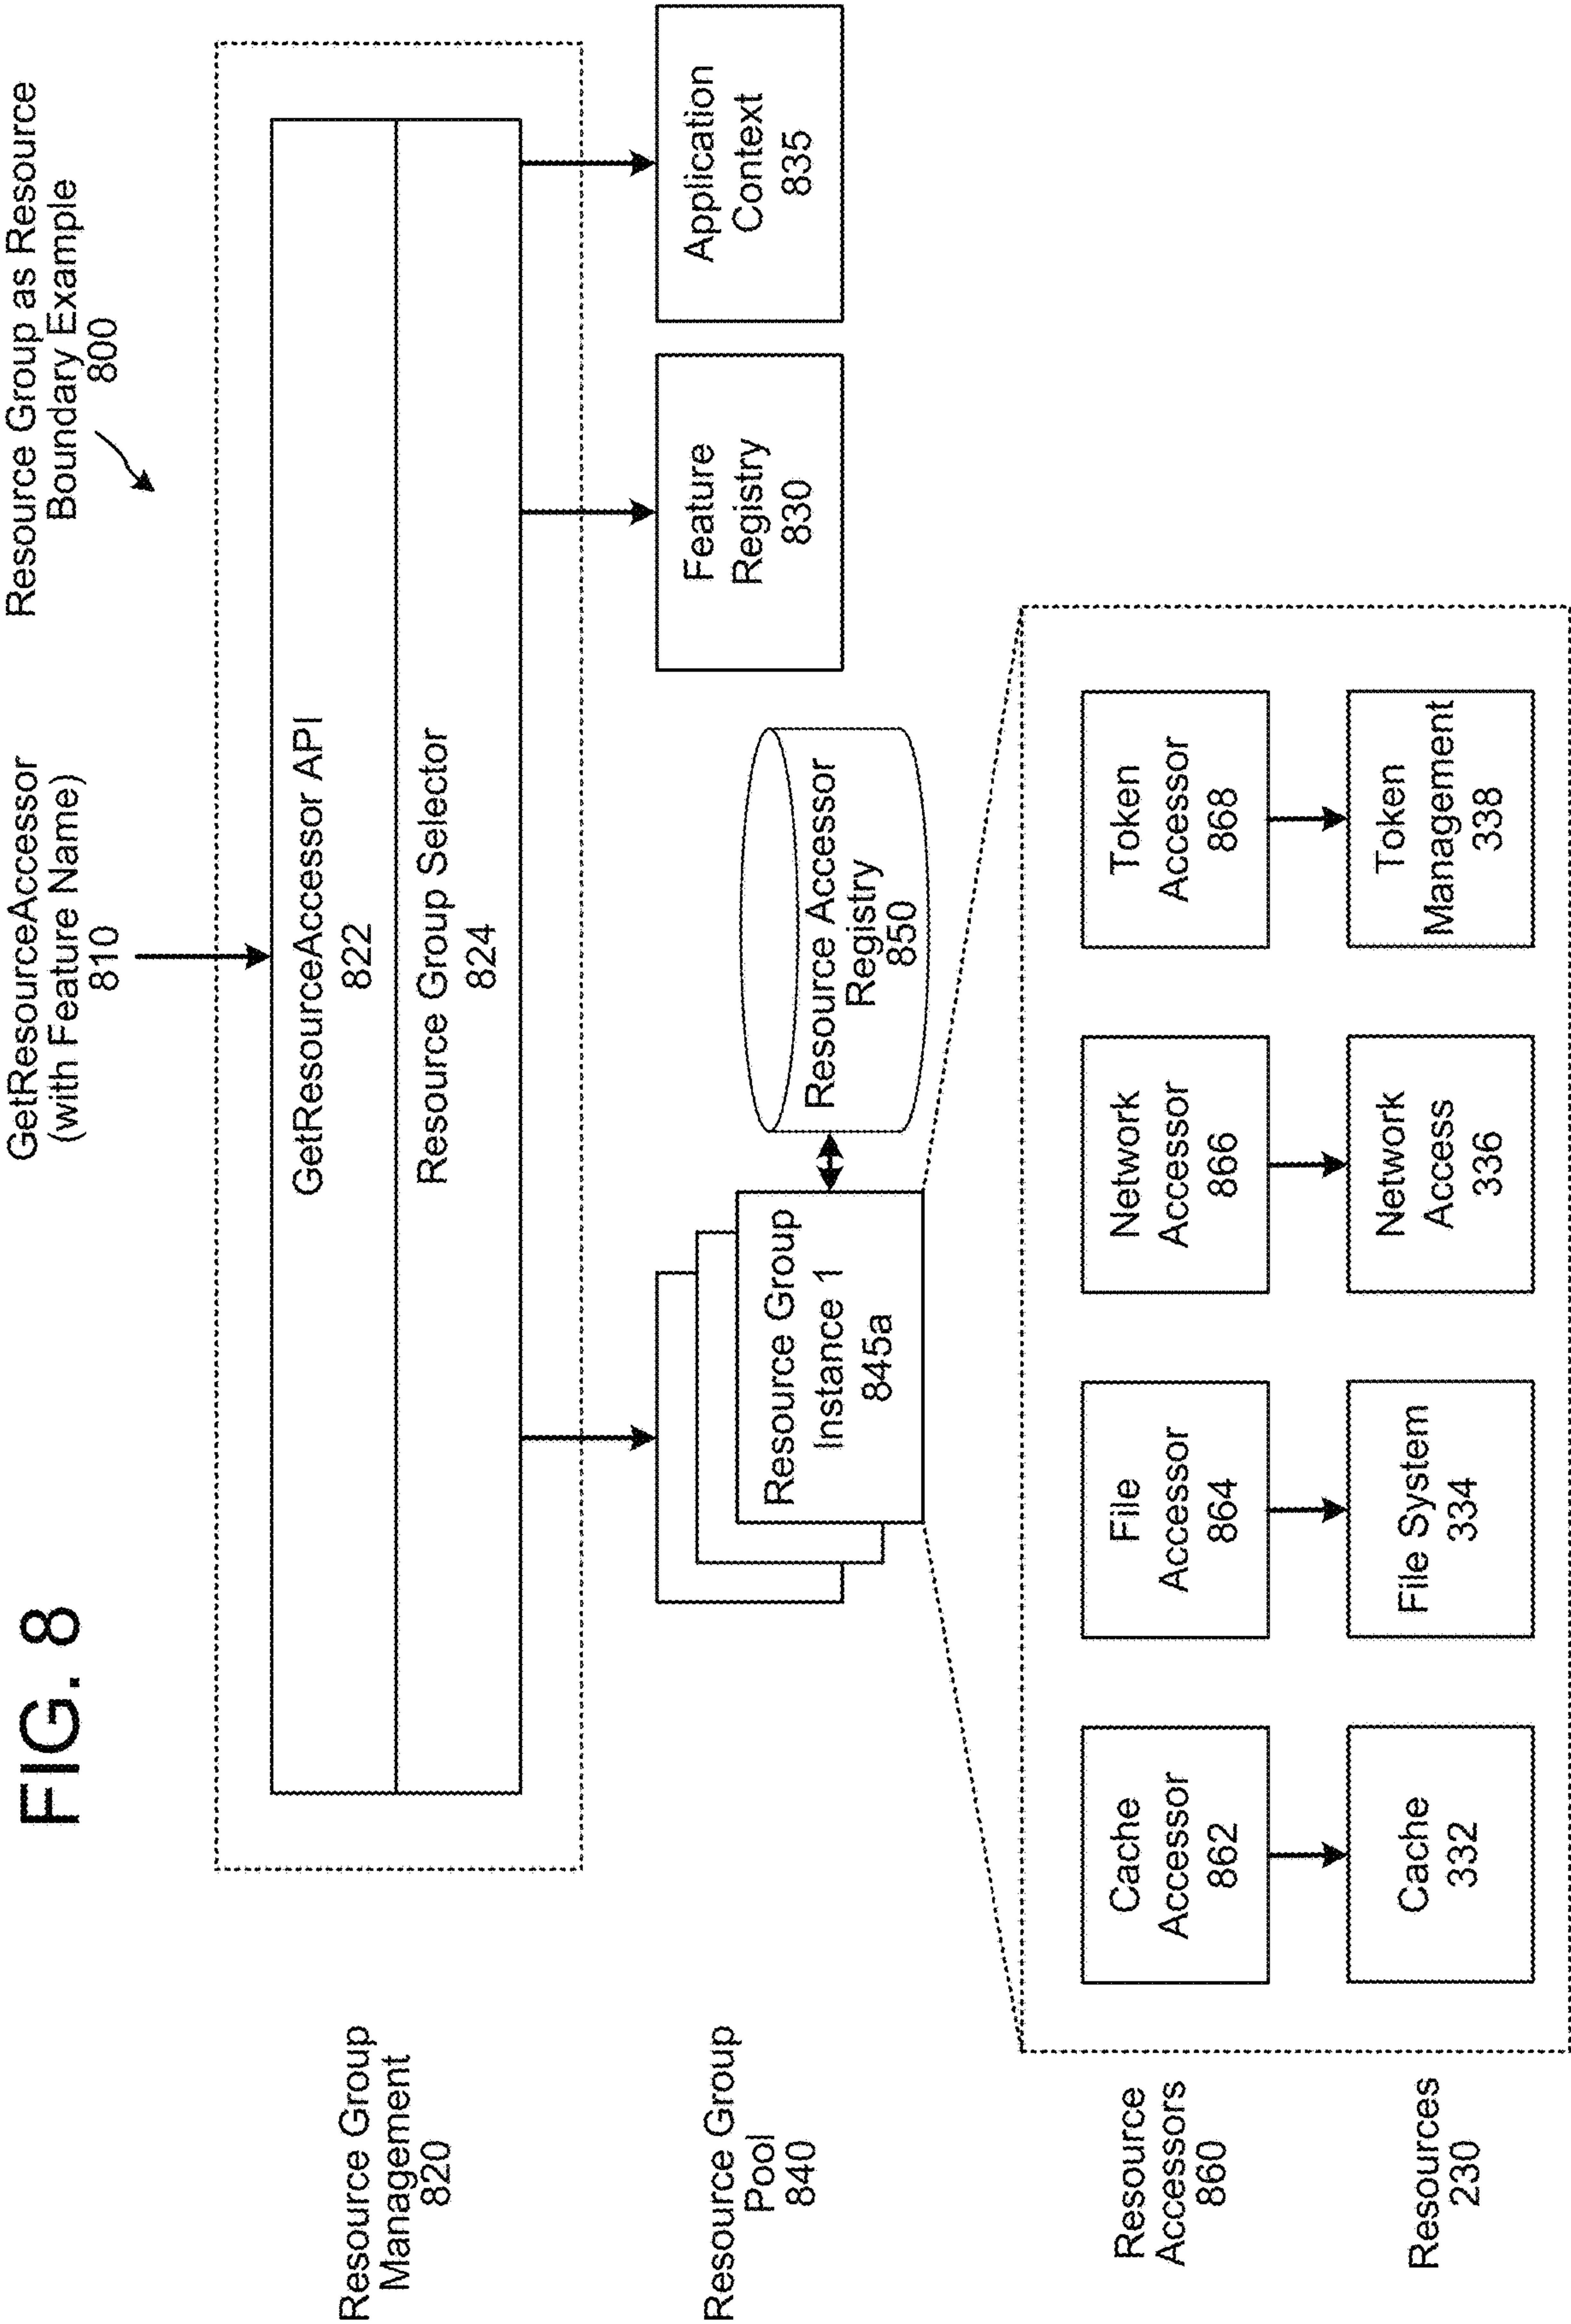 FIG. 8
GetResourceAccessor
(with Feature Name)
810
Resource Group as Resource
Boundary Example
800
Resource Group
Management
820
GetResourceAccessor API
822
Resource Group Selector
824
Resource Group
Pool
840
Resource Group
Instance 1
845a
Resource Accessor
Registry
850
Feature
Registry
830
Application
Context
835
Resource
Accessors
860
Cache
Accessor
862
File
Accessor
864
Network
Accessor
866
Token
Accessor
868
Resources
230
Cache
332
File System
334
Network
Access
336
Token
Management
338